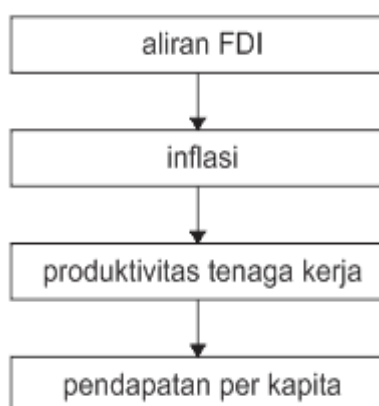 aliran FDI
inflasi
produktivitas tenaga kerja
pendapatan per kapita